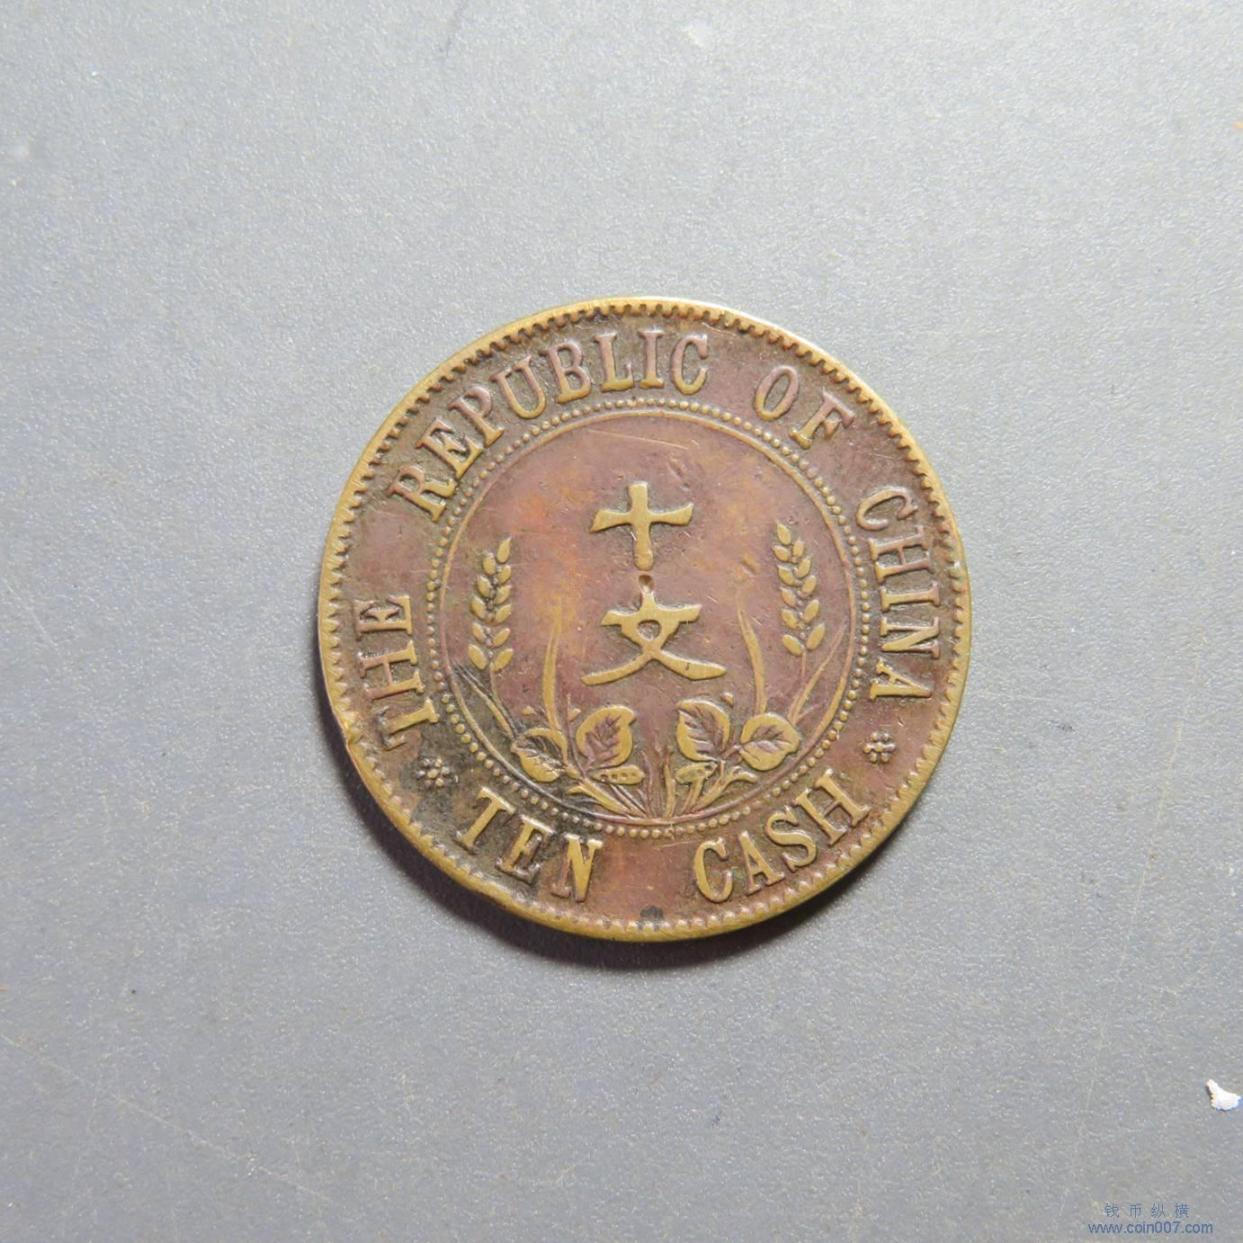 THE REPUBLIC OF CHINA
十
文
TEN CASH
钱币纵横
www.coin007.com